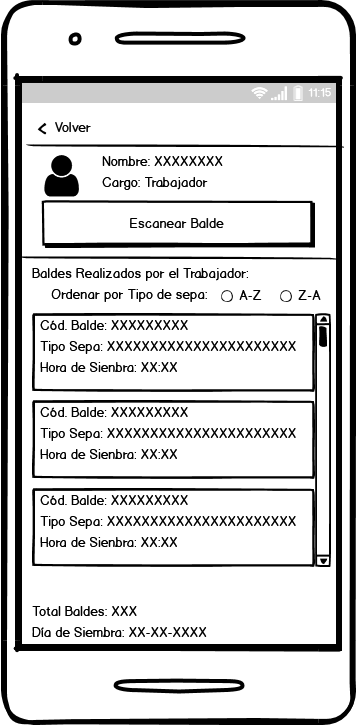 11:15
Volver
Nombre: XXXXXXXX
Cargo: Trabajador
Escanear Balde
Baldes Realizados por el Trabajador:
Ordenar por Tipo de sepa: A-Z Z-A
Cód. Balde: XXXXXXXXX
Tipo Sepa: XXXXXXXXXXXXXXXXXXXXXX
Hora de Sienbra: XX:XX
Cód. Balde: XXXXXXXXX
Tipo Sepa: XXXXXXXXXXXXXXXXXXXXXX
Hora de Sienbra: XX:XX
Cód. Balde: XXXXXXXXX
Tipo Sepa: XXXXXXXXXXXXXXXXXXXXXX
Hora de Sienbra: XX:XX
Total Baldes: XXX
Día de Siembra: XX-XX-XXXX